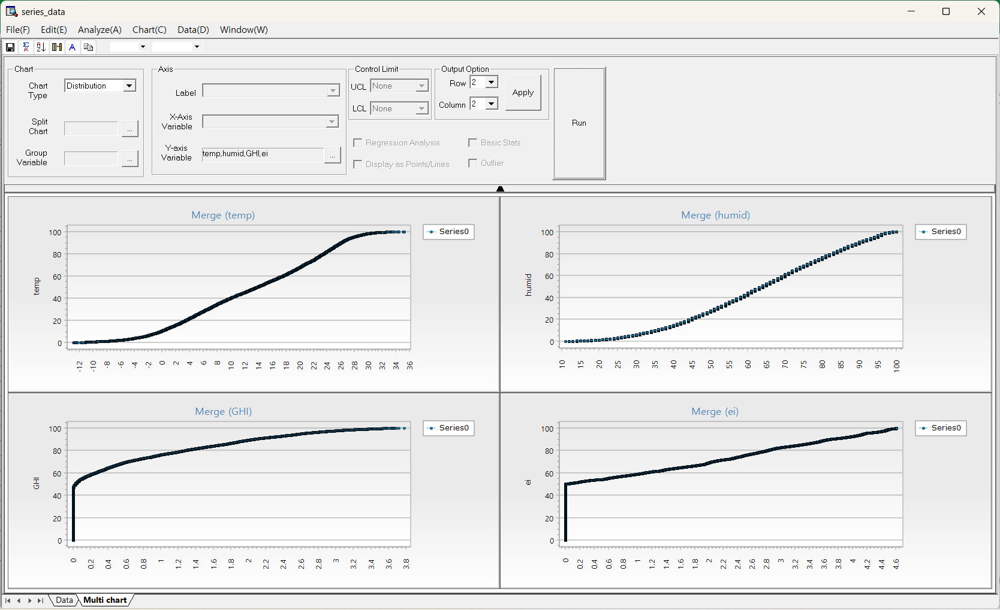 series_data
File(F) Edit(E) Analyze(A) Chart(C) Data(D) Window(W)
Chart
Chart Type
Distribution
Split Chart
...
Group Variable
...
Axis
Label
X-Axis Variable
Y-axis Variable
temp,humid,GHI,ei
...
Control Limit
UCL None
LCL None
Output Option
Row 2
Column 2
Apply
Regression Analysis
Basic Stats
Display as Points/Lines
Outlier
Run
Merge (temp)
Series0
temp
100
80
60
40
20
0
-12 -10 -8 -6 -4 -2 0 2 4 6 8 10 12 14 16 18 20 22 24 26 28 30 32 34 36
Merge (humid)
Series0
humid
100
80
60
40
20
0
10 15 20 25 30 35 40 45 50 55 60 65 70 75 80 85 90 95 100
Merge (GHI)
Series0
GHI
100
80
60
40
20
0
0 0.2 0.4 0.6 0.8 1 1.2 1.4 1.6 1.8 2 2.2 2.4 2.6 2.8 3 3.2 3.4 3.6 3.8
Merge (ei)
Series0
ei
100
80
60
40
20
0
0 0.2 0.4 0.6 0.8 1 1.2 1.4 1.6 1.8 2 2.2 2.4 2.6 2.8 3 3.2 3.4 3.6 3.8 4 4.2 4.4 4.6
Data Multi chart